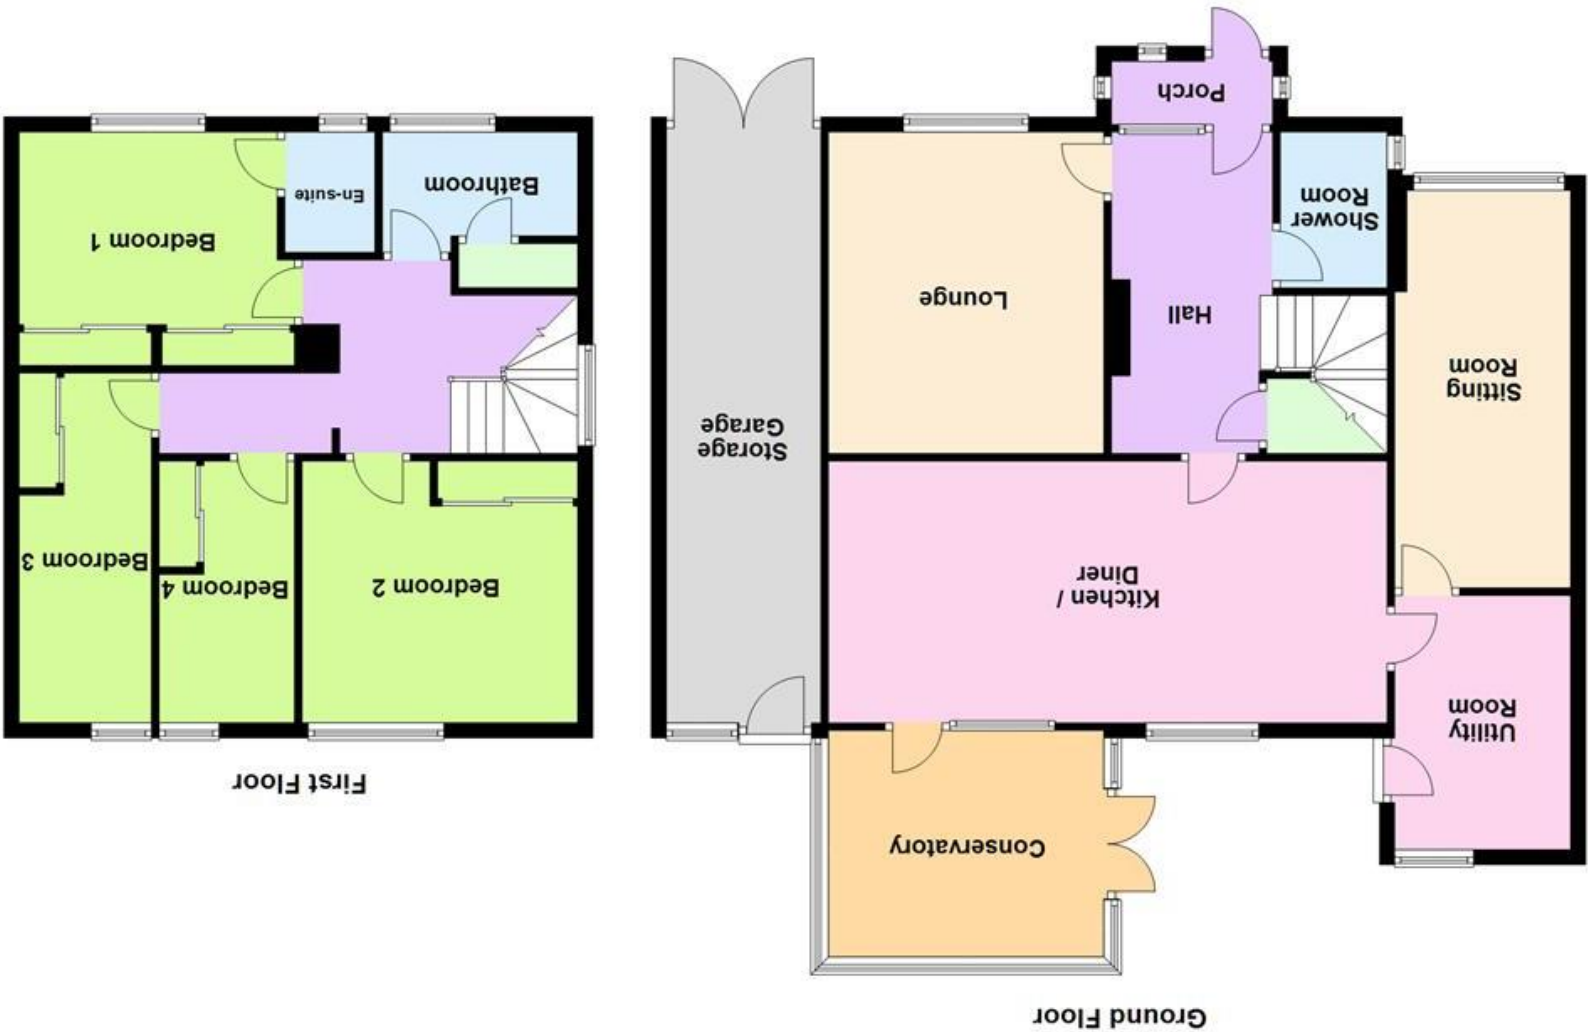 Ground Floor
Conservatory
Utility
Room
Kitchen /
Diner
Sitting
Room
Storage
Garage
Hall
Lounge
Shower
Room
Porch
First Floor
Bedroom 2
Bedroom 4
Bedroom 3
Bedroom 1
En-suite
Bathroom